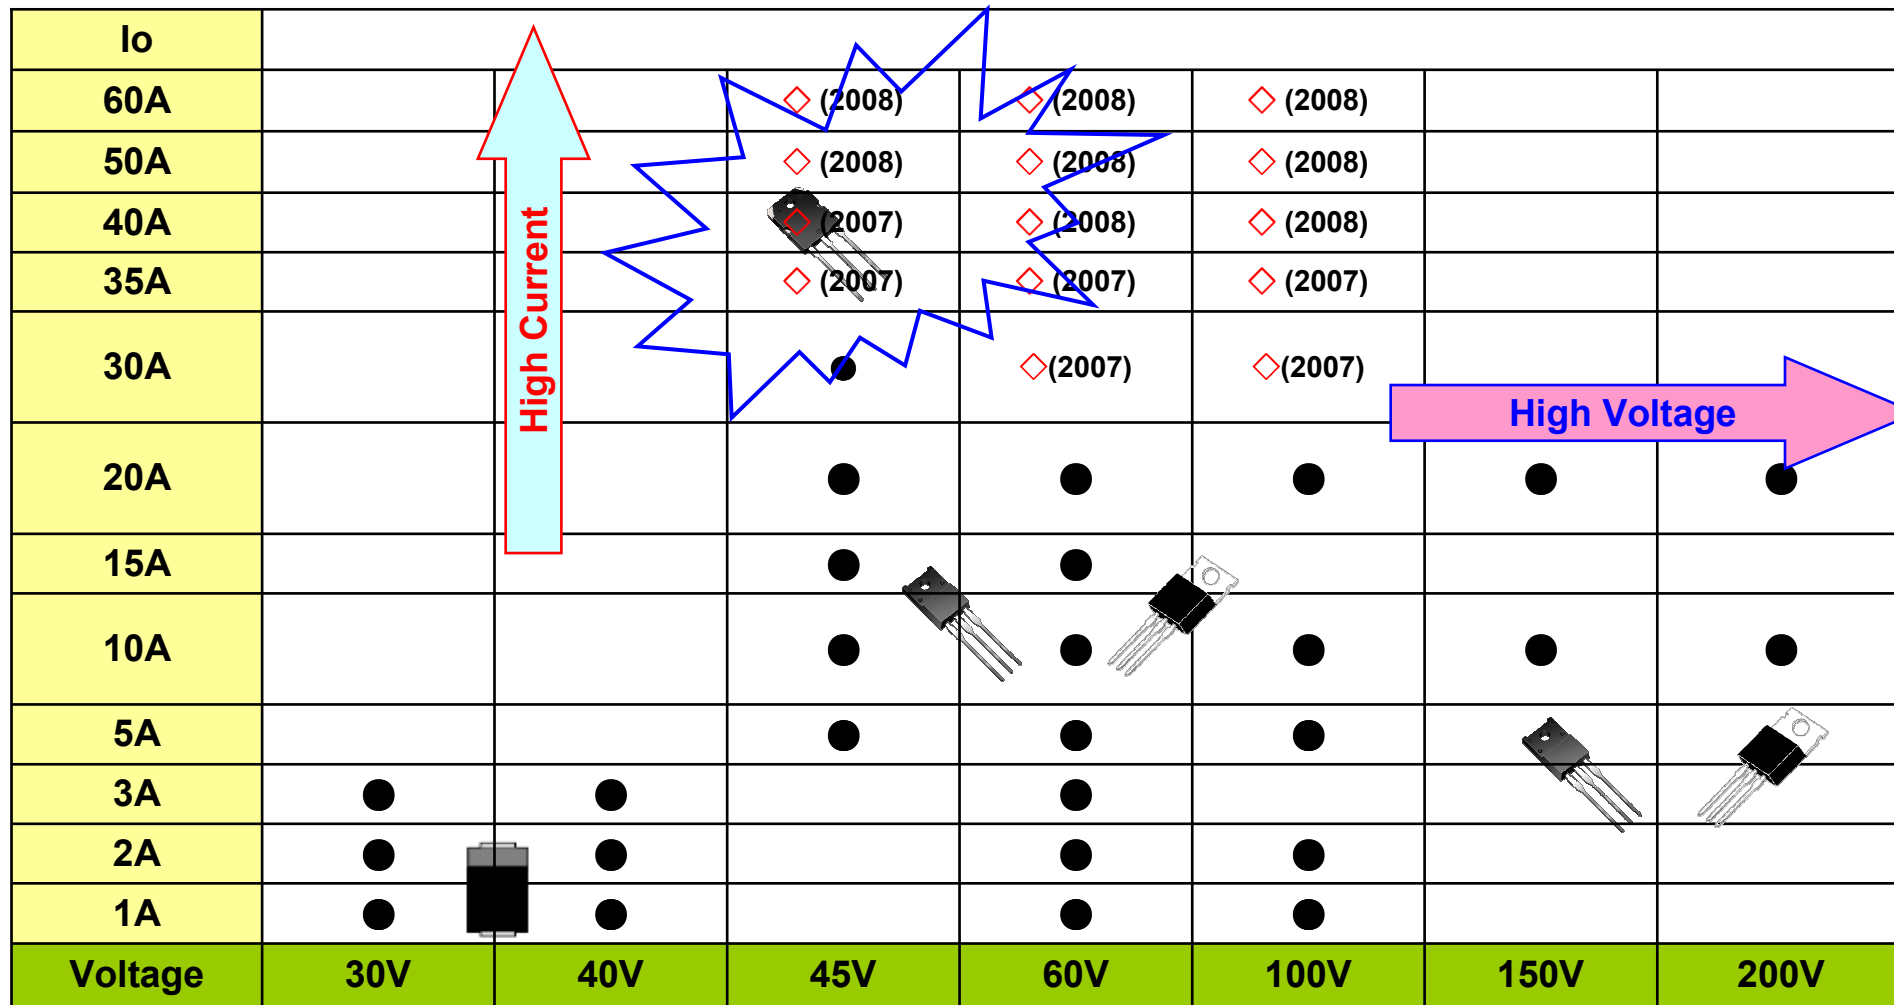 Io
60A ◇ (2008) ◇ (2008) ◇ (2008)
50A ◇ (2008) ◇ (2008) ◇ (2008)
40A ◇ (2007) ◇ (2008) ◇ (2008)
35A ◇ (2007) ◇ (2007) ◇ (2007)
30A ● ◇(2007) ◇(2007)
High Current
High Voltage
20A ● ● ● ● ●
15A ● ●
10A ● ● ● ● ●
5A ● ● ●
3A ● ● ●
2A ● ● ● ●
1A ● ● ● ●
Voltage 30V 40V 45V 60V 100V 150V 200V